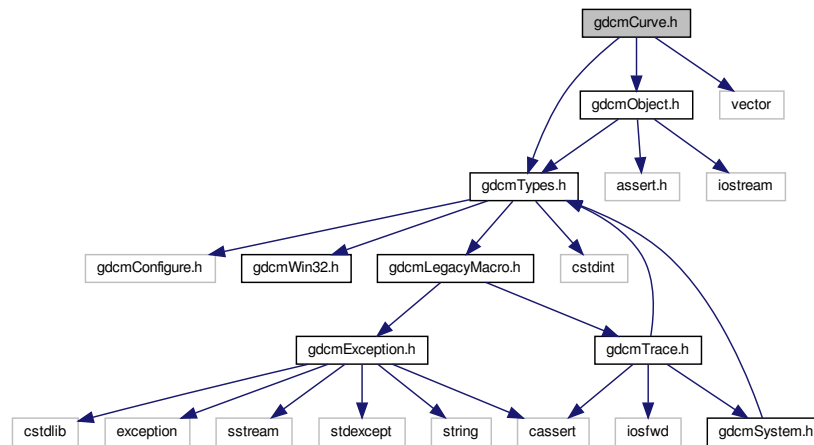 gdcmCurve.h
gdcmObject.h
vector
gdcmTypes.h
assert.h
iostream
gdcmConfigure.h
gdcmWin32.h
gdcmLegacyMacro.h
cstdint
gdcmException.h
gdcmTrace.h
cstdlib
exception
sstream
stdexcept
string
cassert
iosfwd
gdcmSystem.h